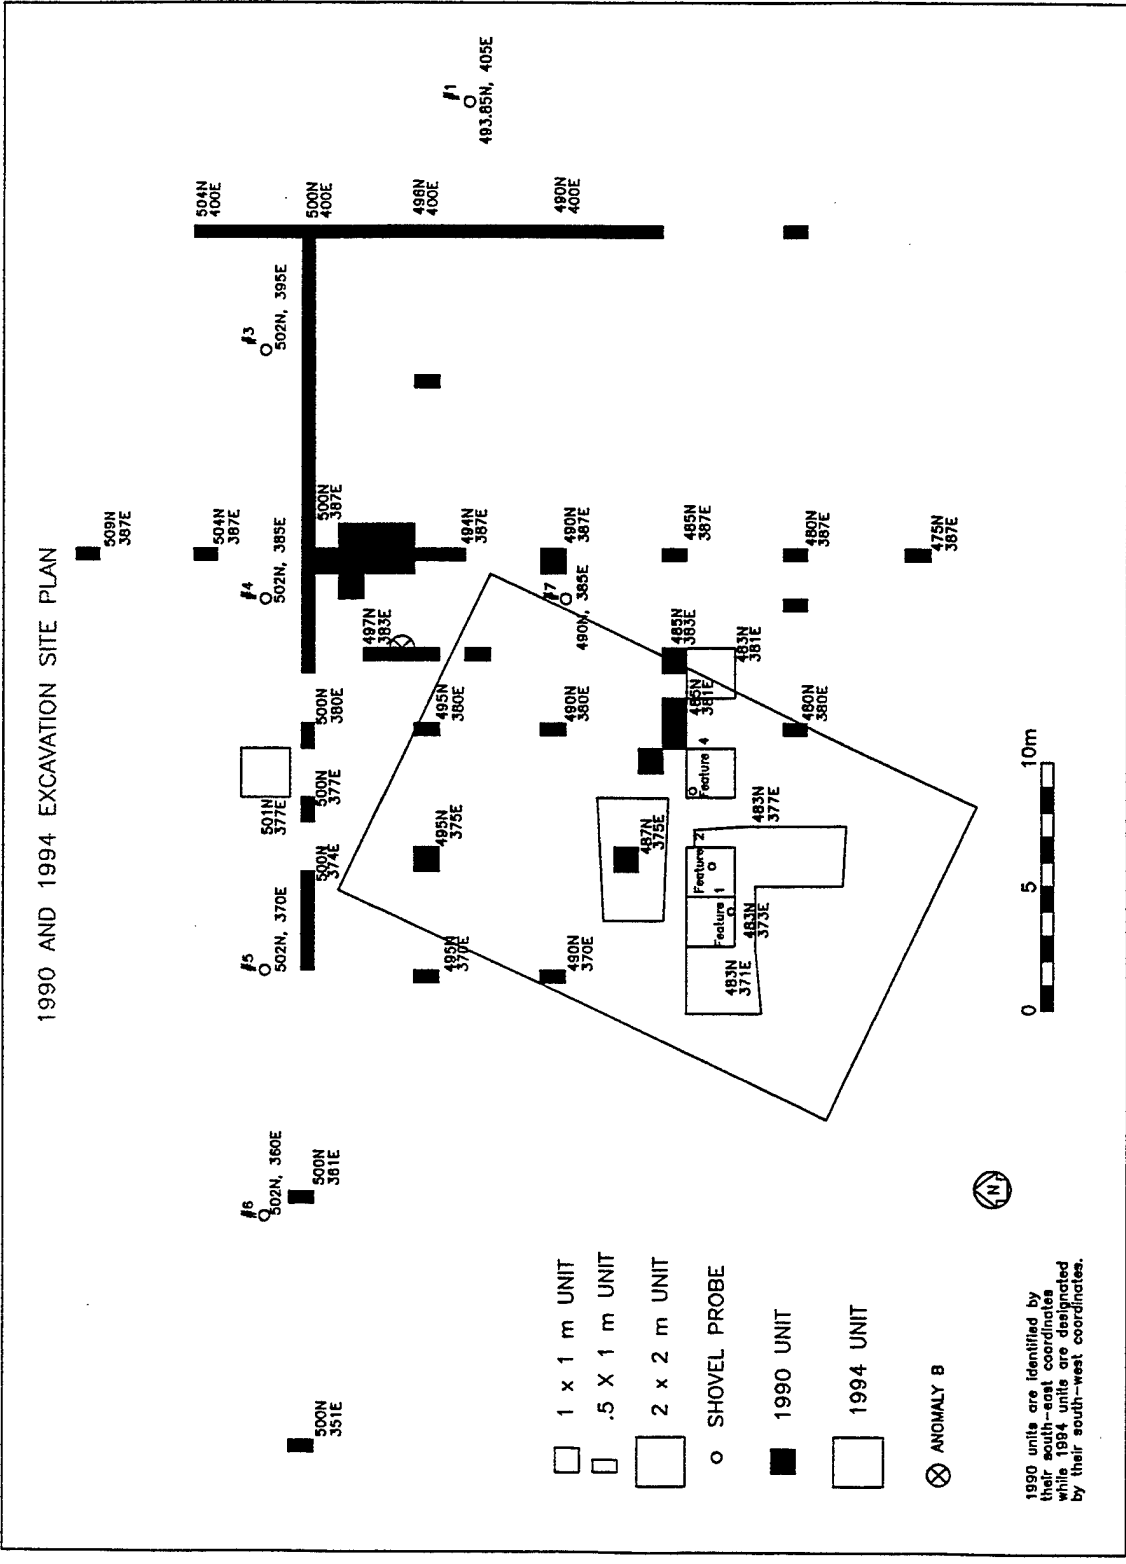 1990 AND 1994 EXCAVATION SITE PLAN
509N
387E
504N
387E
504N
400E
#6
502N, 360E
#5
502N, 370E
#4
502N, 385E
#3
502N, 395E
501N
377E
500N
351E
500N
361E
500N
374E
500N
377E
500N
380E
500N
387E
500N
400E
497N
383E
495N
370E
495N
375E
495N
380E
494N
387E
496N
400E
#1
493.85N, 405E
490N
370E
490N
380E
#7
490N, 385E
490N
387E
490N
400E
487N
375E
485N
381E
485N
383E
485N
387E
Feature 1
Feature 2
Feature 4
483N
371E
483N
373E
483N
377E
483N
381E
480N
380E
480N
387E
475N
387E
1 x 1 m UNIT
.5 X 1 m UNIT
2 x 2 m UNIT
SHOVEL PROBE
1990 UNIT
1994 UNIT
ANOMALY B
N
0
5
10m
1990 units are identified by
their south-east coordinates
while 1994 units are designated
by their south-west coordinates.